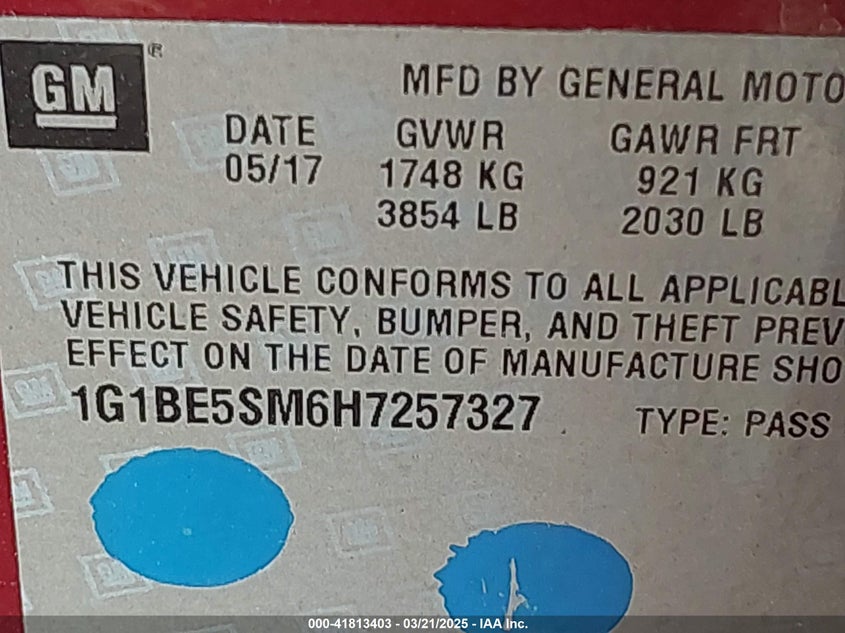 GM®
MFD BY GENERAL MOTO
DATE GVWR GAWR FRT
05/17 1748 KG 921 KG
3854 LB 2030 LB
THIS VEHICLE CONFORMS TO ALL APPLICABL
VEHICLE SAFETY, BUMPER, AND THEFT PREV
EFFECT ON THE DATE OF MANUFACTURE SHO
1G1BE5SM6H7257327 TYPE: PASS
000-41813403 - 03/21/2025 - IAA Inc.